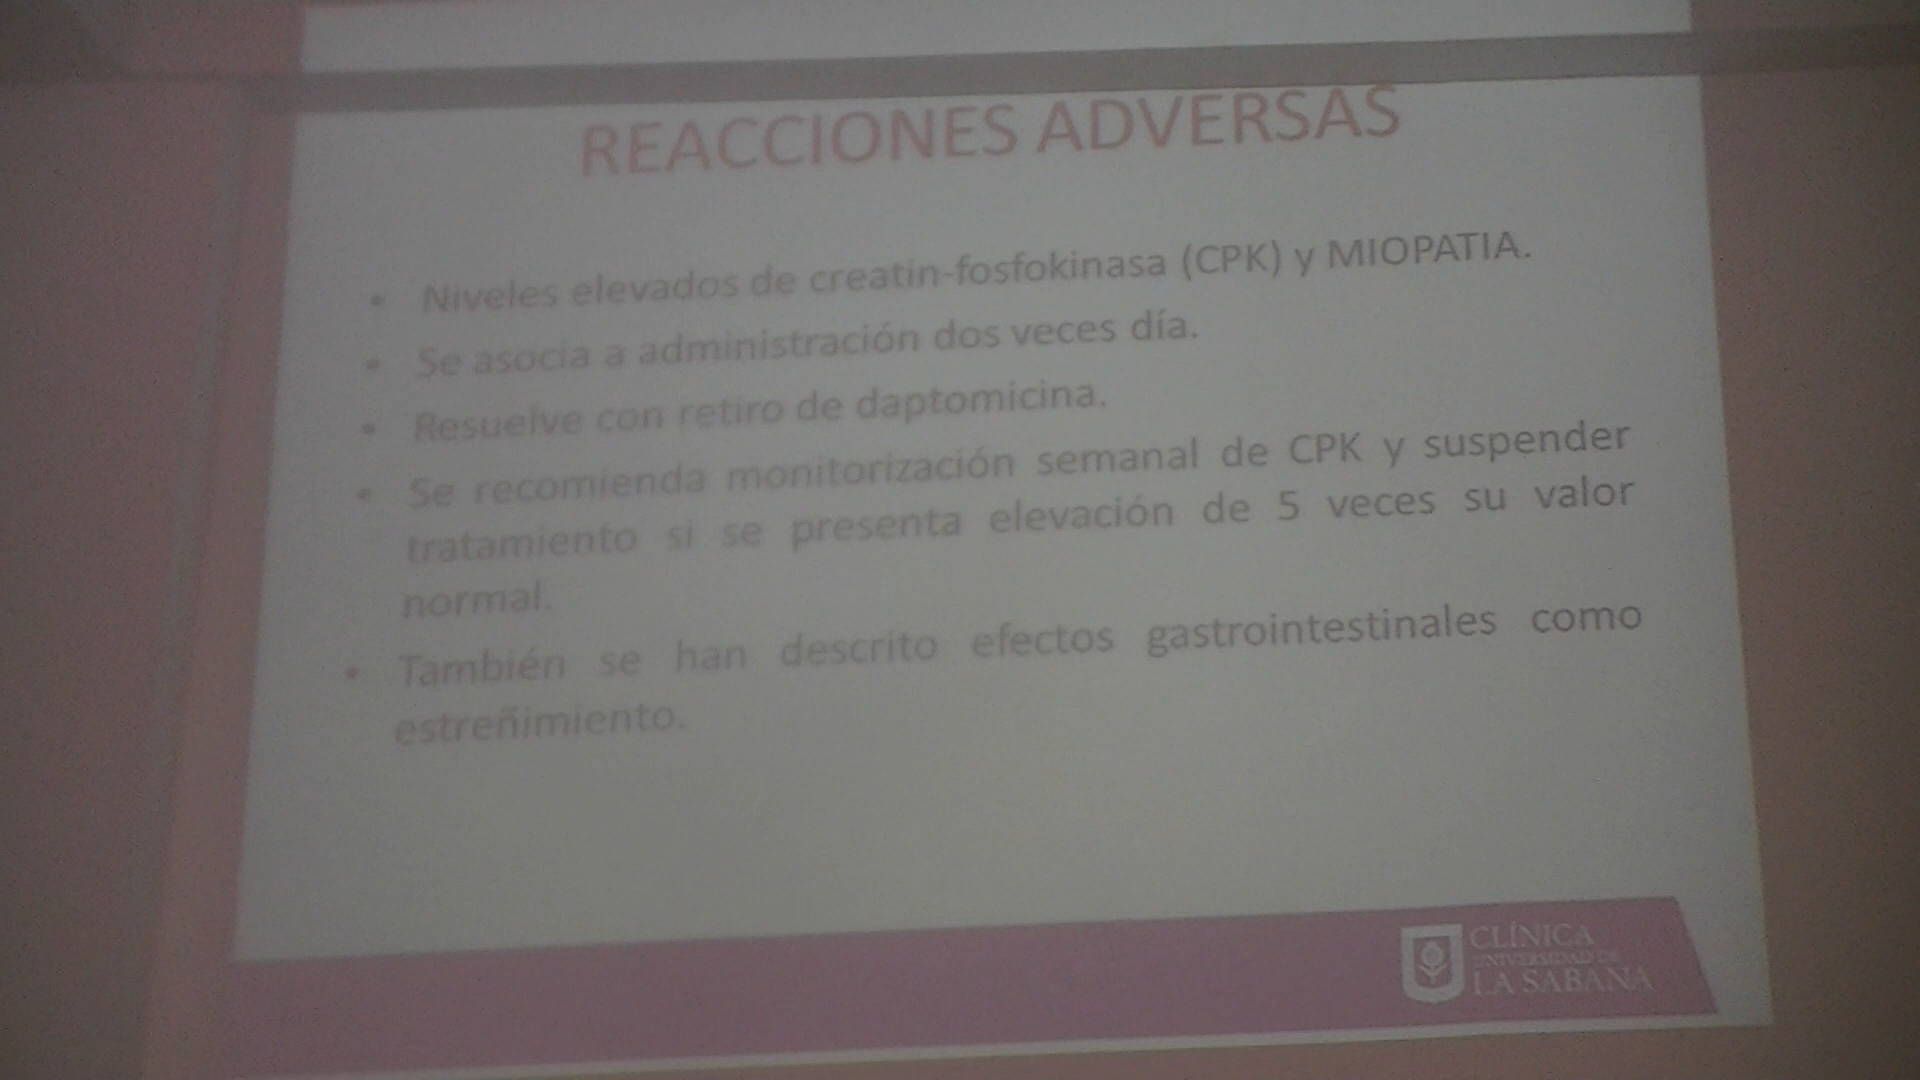 REACCIONES ADVERSAS
• Niveles elevados de creatin-fosfokinasa (CPK) y MIOPATIA.
• Se asocia a administración dos veces día.
• Resuelve con retiro de daptomicina.
• Se recomienda monitorización semanal de CPK y suspender
tratamiento si se presenta elevación de 5 veces su valor
normal.
• También se han descrito efectos gastrointestinales como
estreñimiento.
CLÍNICA
UNIVERSIDAD DE
LA SABANA